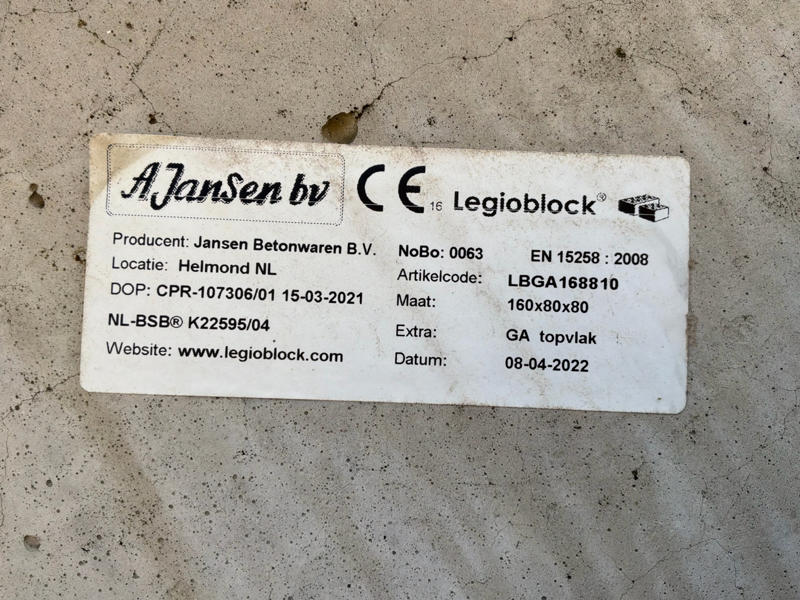 A Jansen bv CE 16 Legioblock®
Producent: Jansen Betonwaren B.V. NoBo: 0063 EN 15258 : 2008
Locatie: Helmond NL Artikelcode: LBGA168810
DOP: CPR-107306/01 15-03-2021 Maat: 160x80x80
NL-BSB® K22595/04 Extra: GA topvlak
Website: www.legioblock.com Datum: 08-04-2022